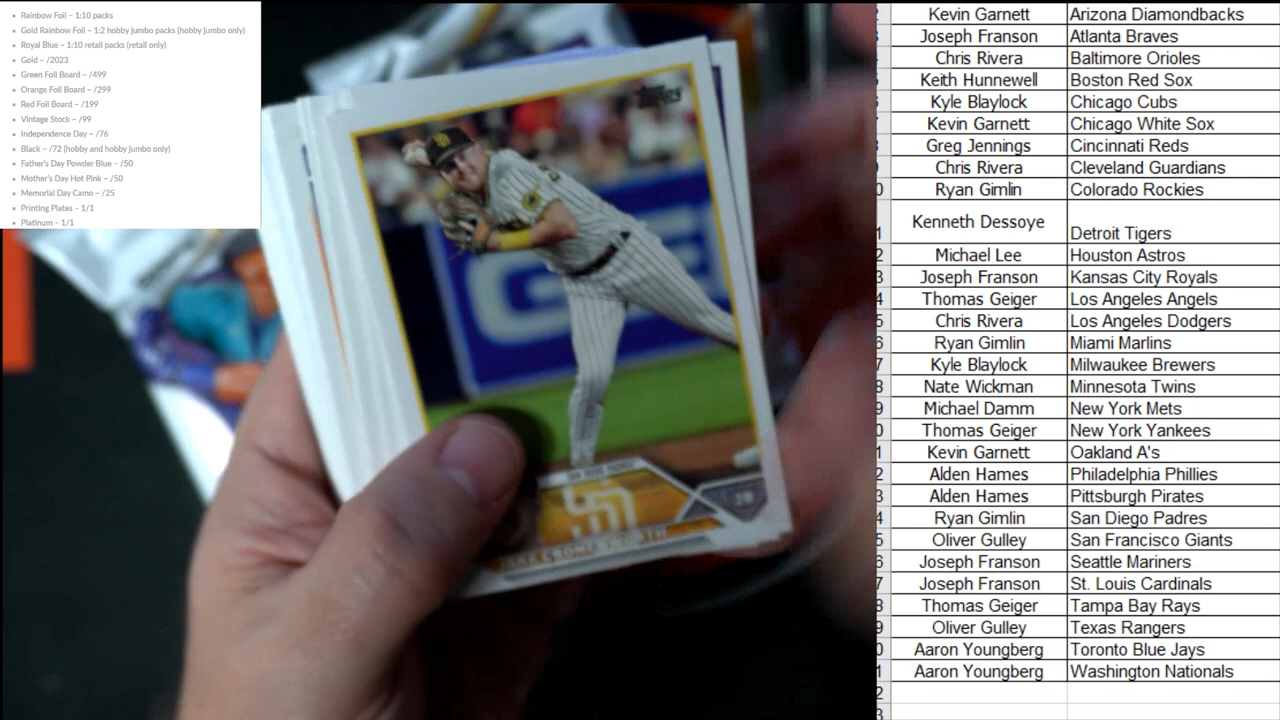 Rainbow Foil – 1:10 packs
Gold Rainbow Foil – 1:2 hobby jumbo packs (hobby jumbo only)
Royal Blue – 1:10 retail packs (retail only)
Gold – /2023
Green Foil Board – /499
Orange Foil Board – /299
Red Foil Board – /199
Vintage Stock – /99
Independence Day – /76
Black – /72 (hobby and hobby jumbo only)
Father's Day Powder Blue – /50
Mother's Day Hot Pink – /50
Memorial Day Camo – /25
Printing Plates – 1/1
Platinum – 1/1
Topps
SAN DIEGO PADRES
SD
2B
Kevin Garnett Arizona Diamondbacks
Joseph Franson Atlanta Braves
Chris Rivera Baltimore Orioles
Keith Hunnewell Boston Red Sox
Kyle Blaylock Chicago Cubs
Kevin Garnett Chicago White Sox
Greg Jennings Cincinnati Reds
Chris Rivera Cleveland Guardians
Ryan Gimlin Colorado Rockies
Kenneth Dessoye Detroit Tigers
Michael Lee Houston Astros
Joseph Franson Kansas City Royals
Thomas Geiger Los Angeles Angels
Chris Rivera Los Angeles Dodgers
Ryan Gimlin Miami Marlins
Kyle Blaylock Milwaukee Brewers
Nate Wickman Minnesota Twins
Michael Damm New York Mets
Thomas Geiger New York Yankees
Kevin Garnett Oakland A's
Alden Hames Philadelphia Phillies
Alden Hames Pittsburgh Pirates
Ryan Gimlin San Diego Padres
Oliver Gulley San Francisco Giants
Joseph Franson Seattle Mariners
Joseph Franson St. Louis Cardinals
Thomas Geiger Tampa Bay Rays
Oliver Gulley Texas Rangers
Aaron Youngberg Toronto Blue Jays
Aaron Youngberg Washington Nationals